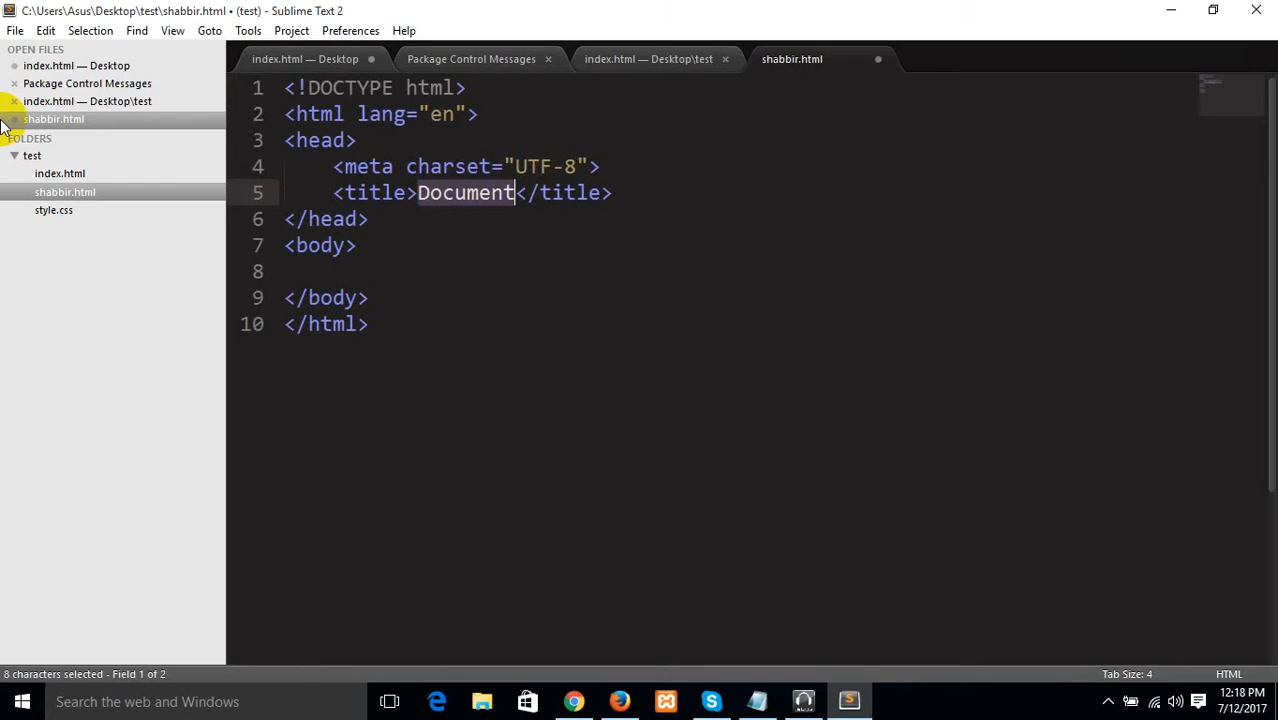 C:\Users\Asus\Desktop\test\shabbir.html • (test) - Sublime Text 2
File Edit Selection Find View Goto Tools Project Preferences Help
OPEN FILES
index.html — Desktop
Package Control Messages
index.html — Desktop\test
shabbir.html
FOLDERS
test
index.html
shabbir.html
style.css
index.html — Desktop Package Control Messages index.html — Desktop\test shabbir.html
1 <!DOCTYPE html>
2 <html lang="en">
3 <head>
4 <meta charset="UTF-8">
5 <title>Document</title>
6 </head>
7 <body>
8
9 </body>
10 </html>
8 characters selected - Field 1 of 2 Tab Size: 4 HTML
Search the web and Windows
12:18 PM
7/12/2017